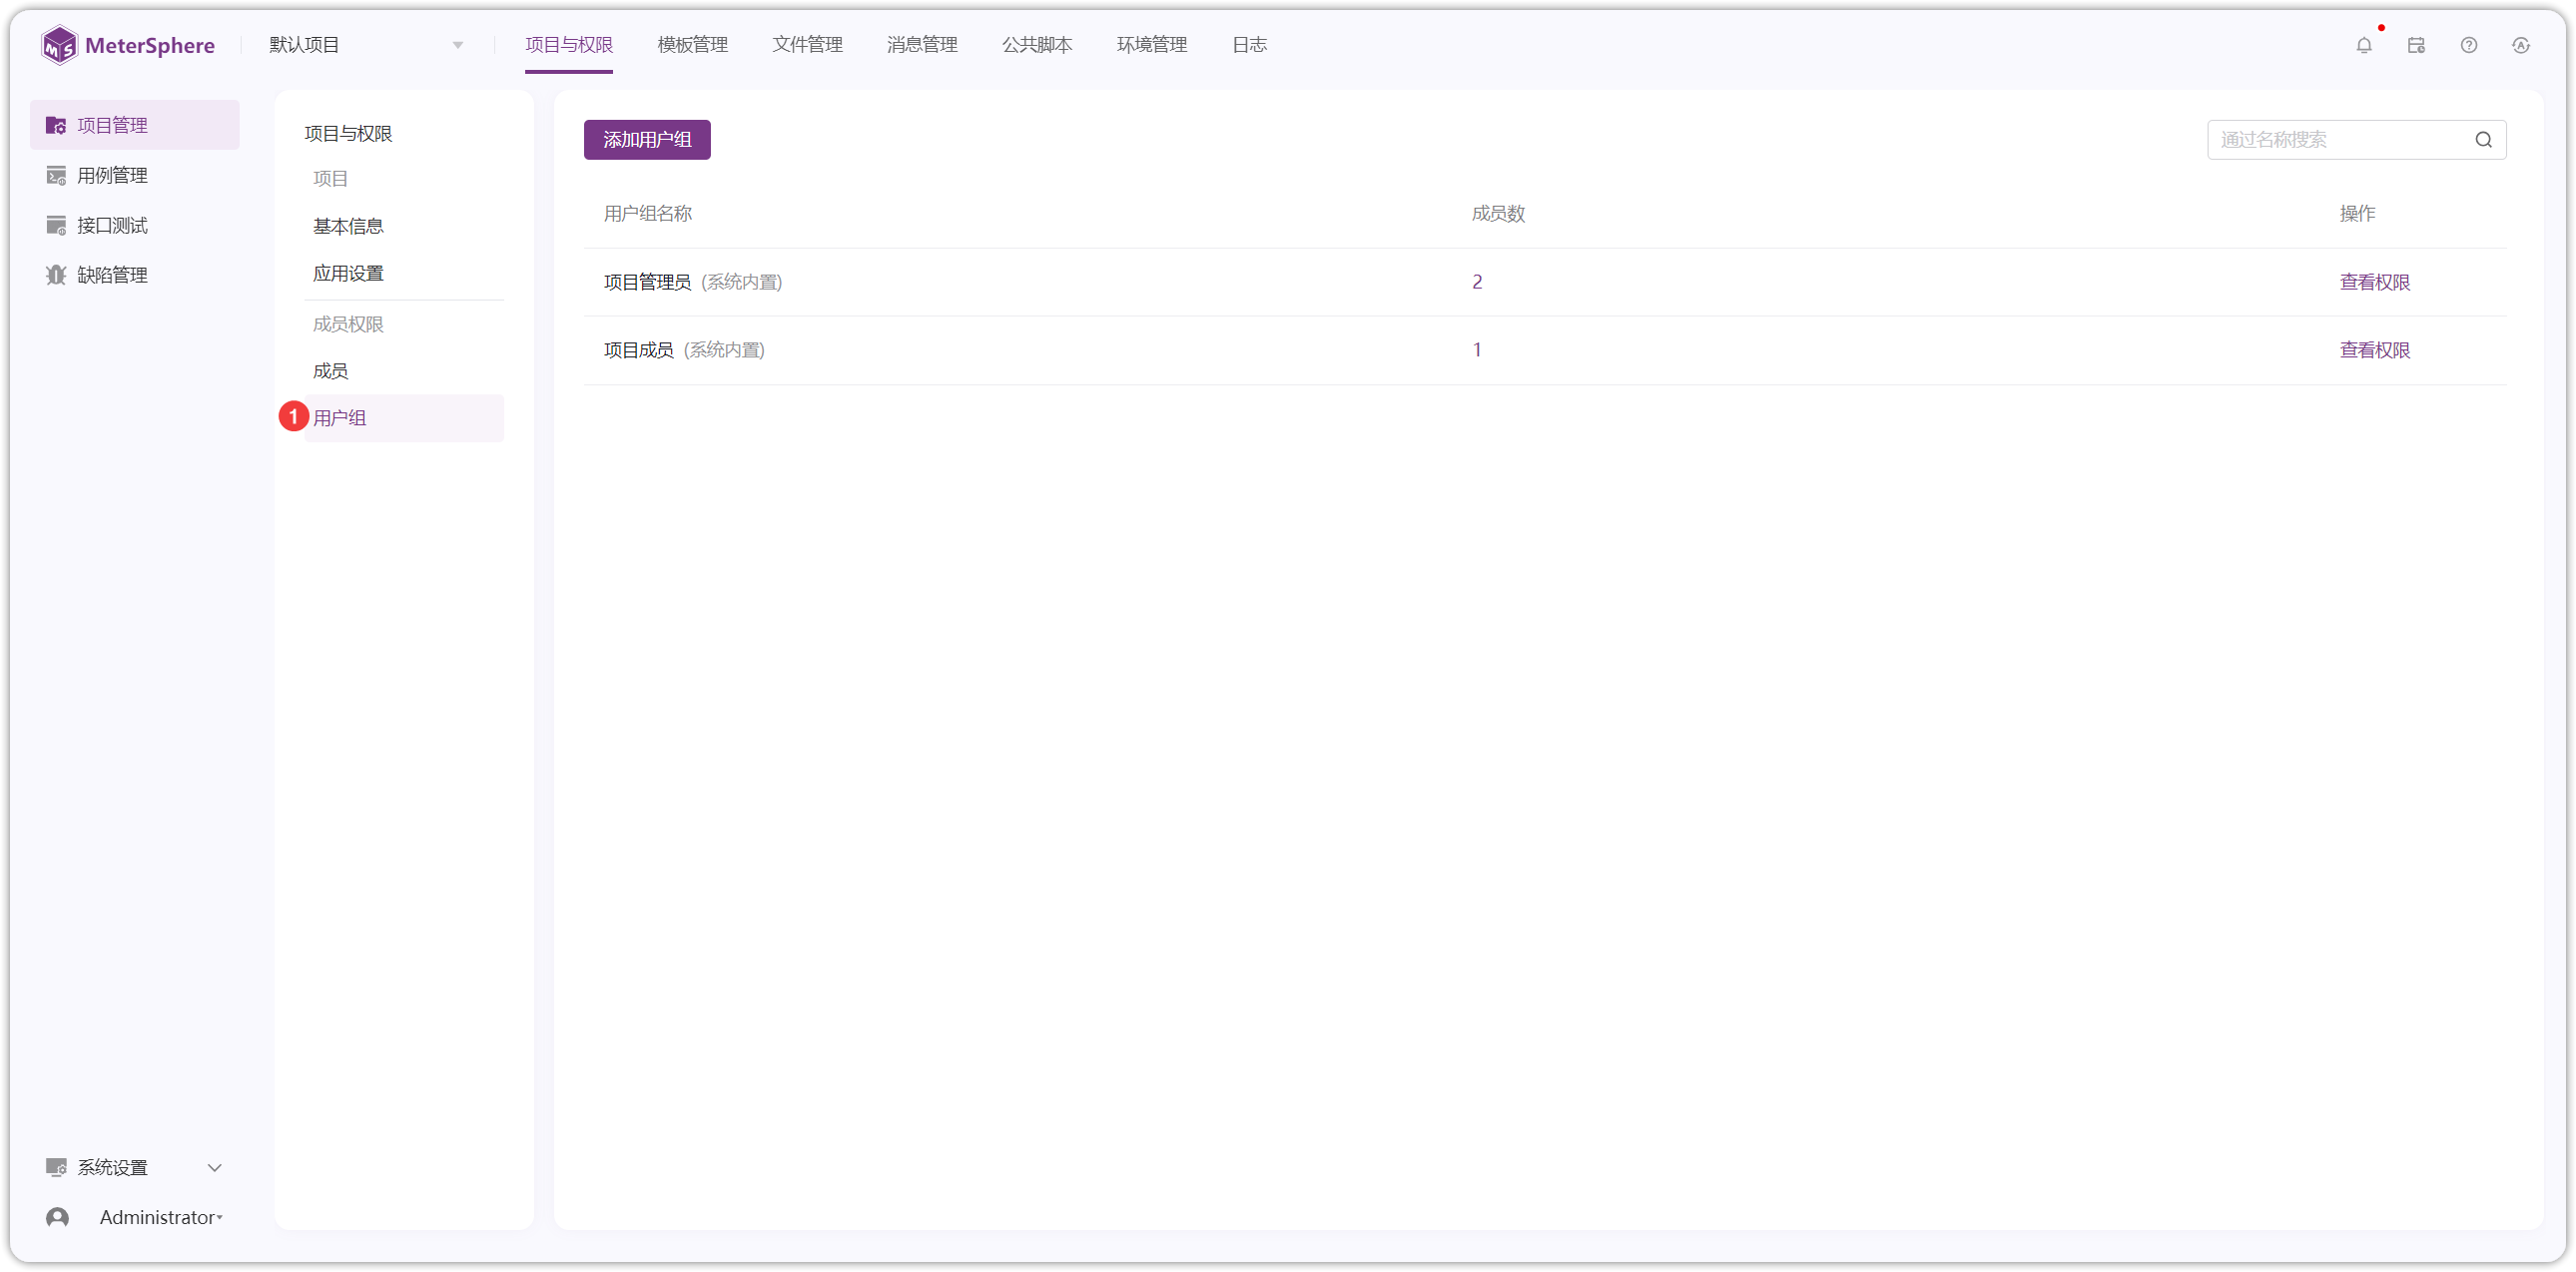 MeterSphere
默认项目
项目与权限 模板管理 文件管理 消息管理 公共脚本 环境管理 日志
项目管理
用例管理
接口测试
缺陷管理
项目与权限
项目
基本信息
应用设置
成员权限
成员
1 用户组
添加用户组
通过名称搜索
用户组名称 成员数 操作
项目管理员 (系统内置) 2 查看权限
项目成员 (系统内置) 1 查看权限
系统设置
Administrator